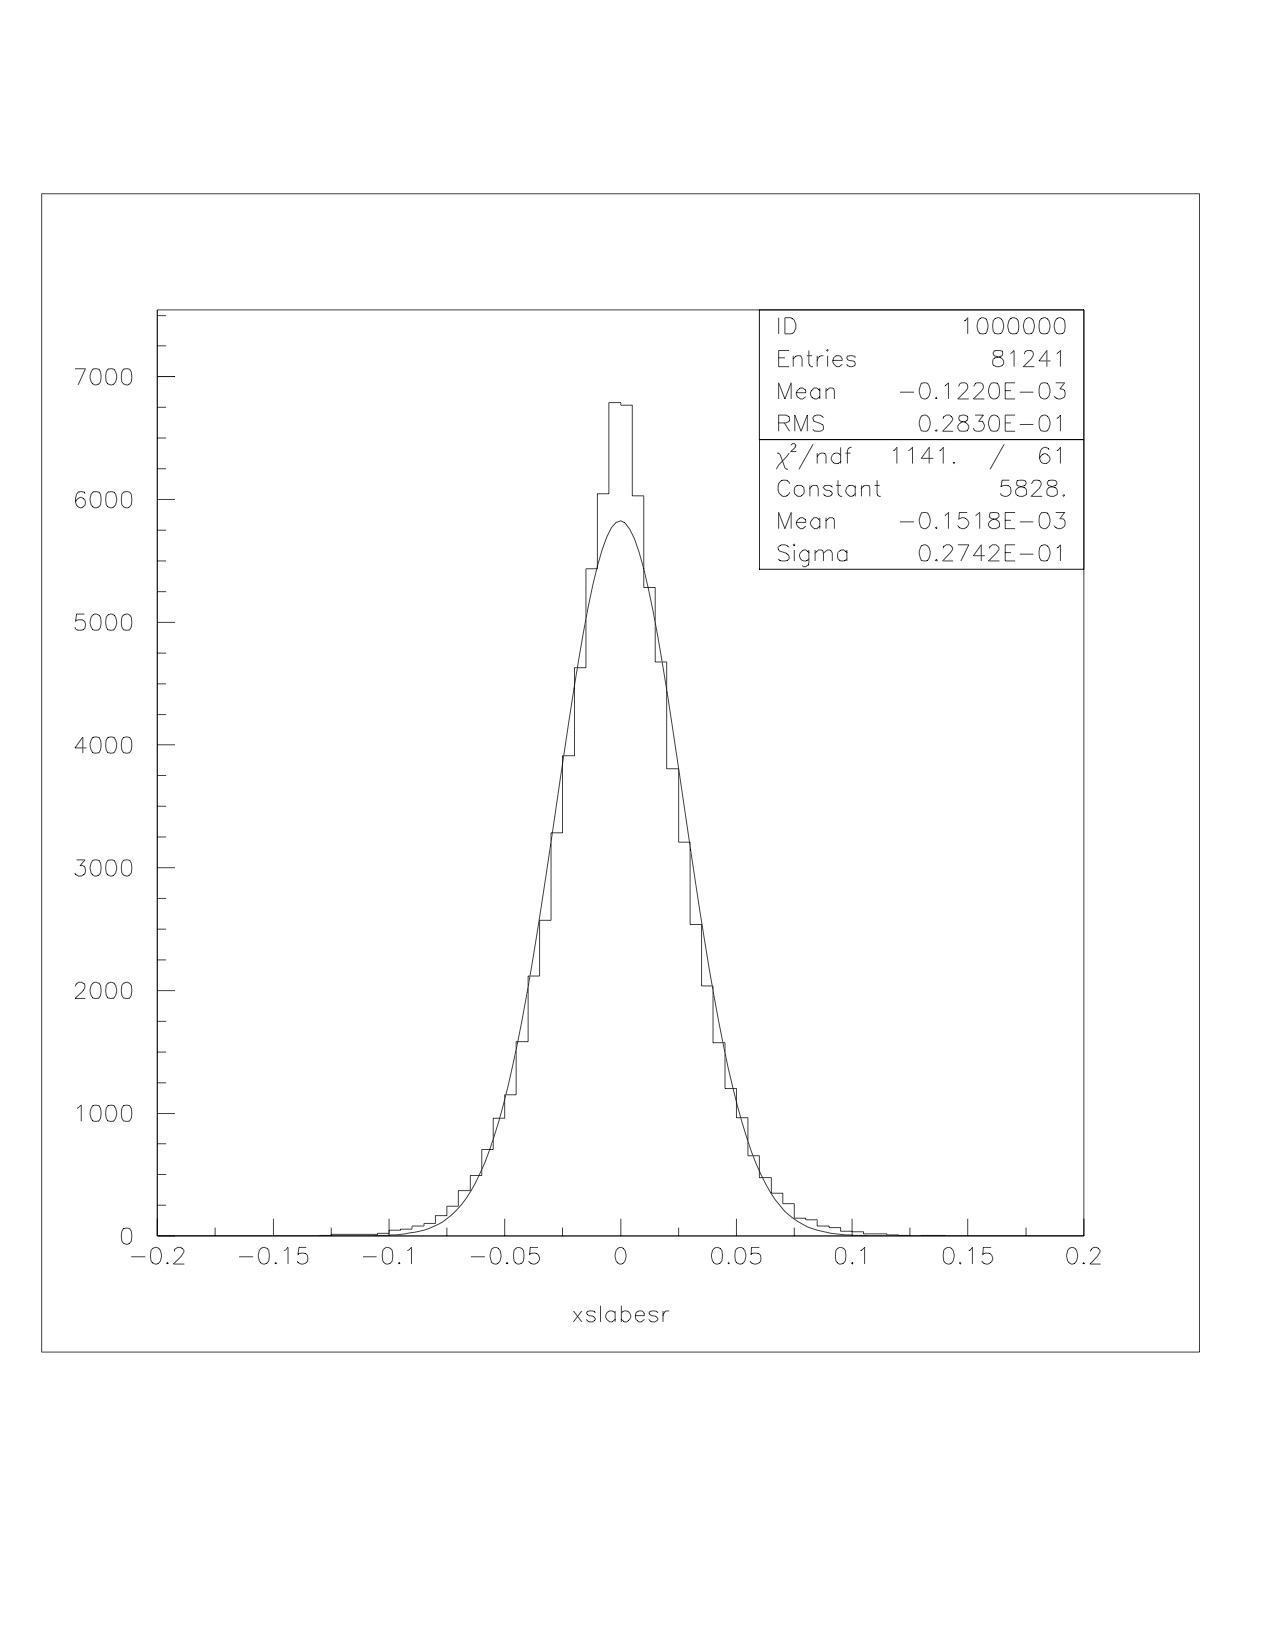 ID 1000000
Entries 81241
Mean −0.1220E−03
RMS 0.2830E−01
χ²/ndf 1141. / 61
Constant 5828.
Mean −0.1518E−03
Sigma 0.2742E−01
7000
6000
5000
4000
3000
2000
1000
0
−0.2 −0.15 −0.1 −0.05 0 0.05 0.1 0.15 0.2
xslabesr